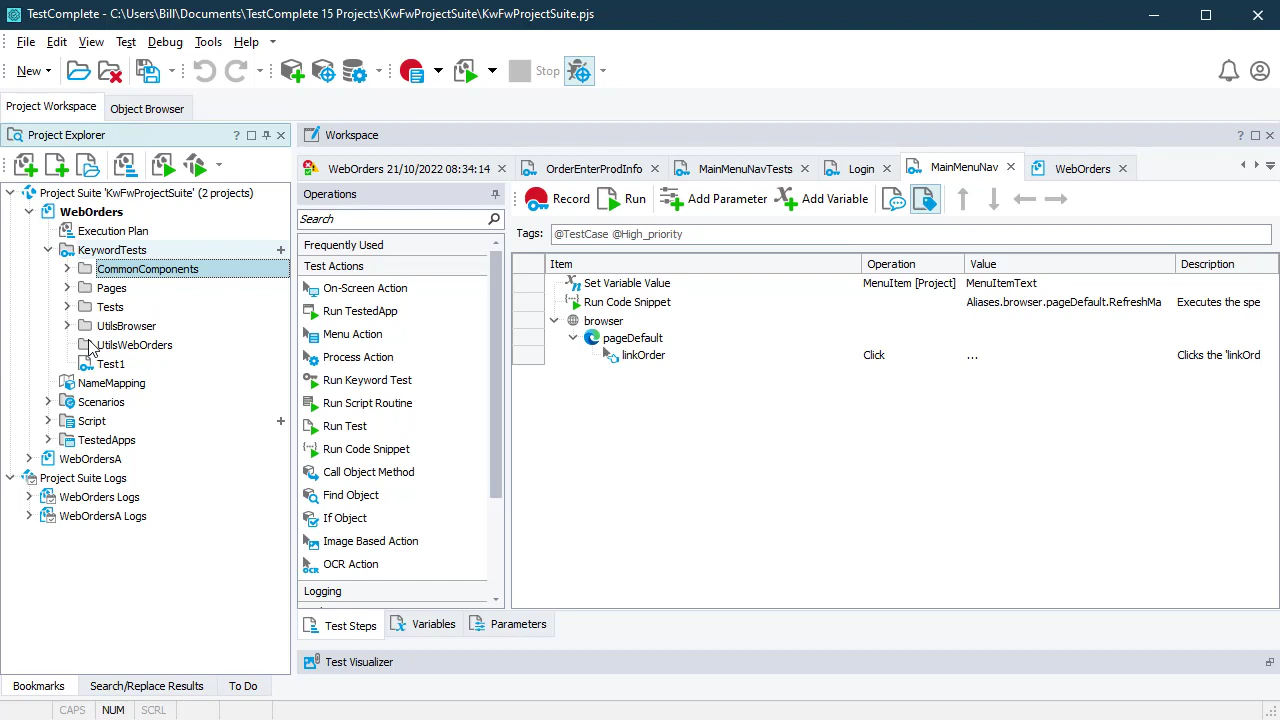 TestComplete - C:\Users\Bill\Documents\TestComplete 15 Projects\KwFwProjectSuite\KwFwProjectSuite.pjs
File Edit View Test Debug Tools Help
New Stop
Project Workspace Object Browser
Project Explorer
Project Suite 'KwFwProjectSuite' (2 projects)
WebOrders
Execution Plan
KeywordTests
CommonComponents
Pages
Tests
UtilsBrowser
UtilsWebOrders
Test1
NameMapping
Scenarios
Script
TestedApps
WebOrdersA
Project Suite Logs
WebOrders Logs
WebOrdersA Logs
Workspace
WebOrders 21/10/2022 08:34:14 OrderEnterProdInfo MainMenuNavTests Login MainMenuNav WebOrders
Operations
Search
Frequently Used
Test Actions
On-Screen Action
Run TestedApp
Menu Action
Process Action
Run Keyword Test
Run Script Routine
Run Test
Run Code Snippet
Call Object Method
Find Object
If Object
Image Based Action
OCR Action
Logging
Record Run Add Parameter Add Variable
Tags: @TestCase @High_priority
Item Operation Value Description
Set Variable Value MenuItem [Project] MenuItemText
Run Code Snippet Aliases.browser.pageDefault.RefreshMa Executes the spe
browser
pageDefault
linkOrder Click ... Clicks the 'linkOrd
Test Steps Variables Parameters
Test Visualizer
Bookmarks Search/Replace Results To Do
CAPS NUM SCRL